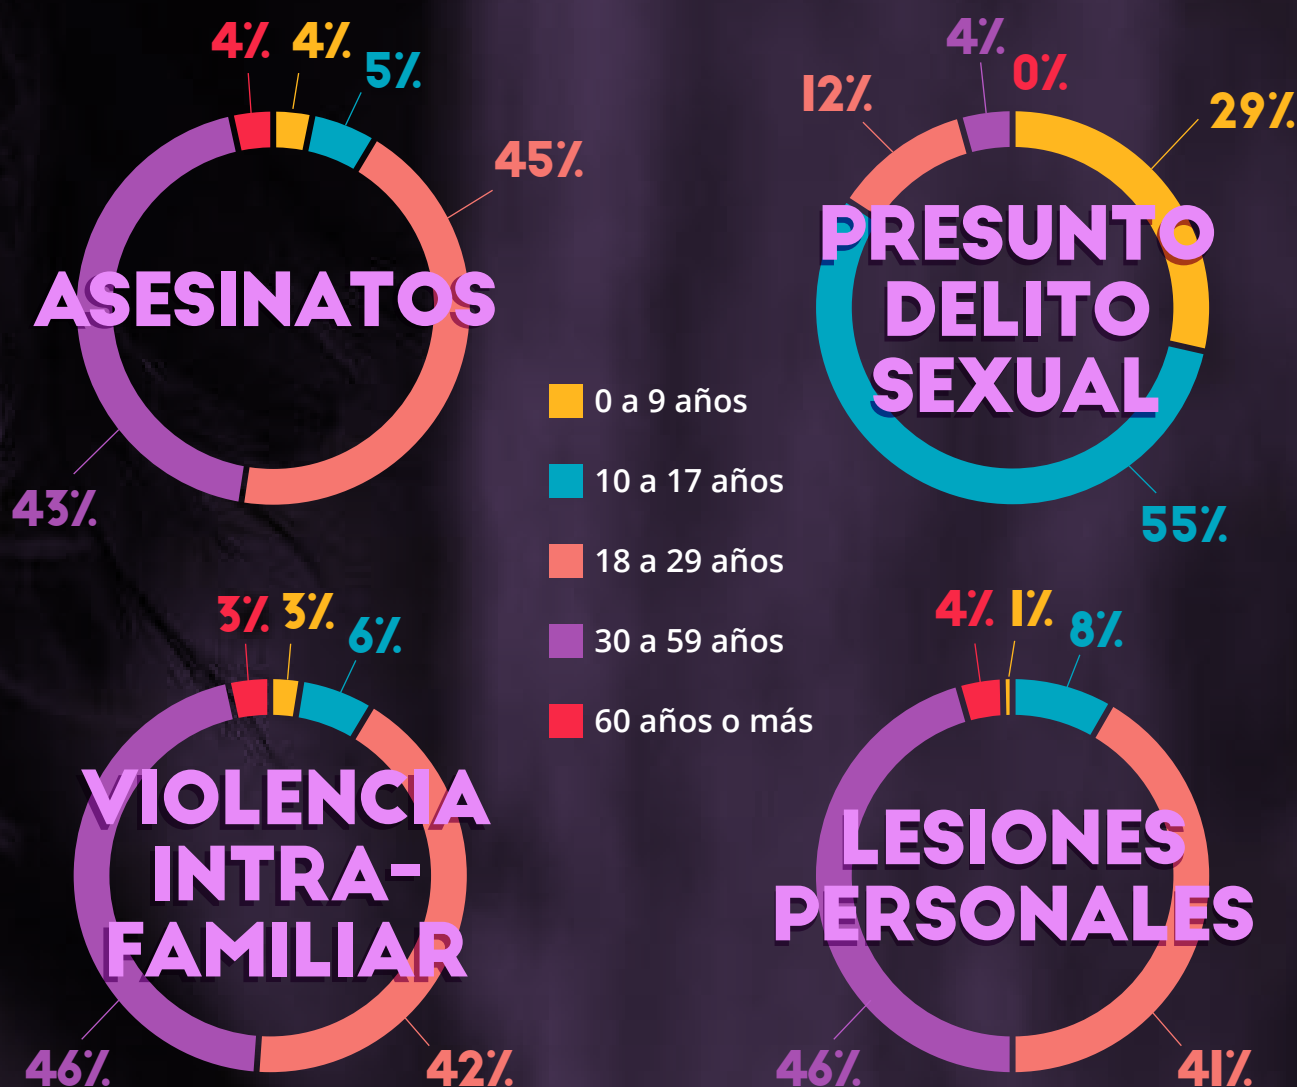 4%
4%
5%
45%
ASESINATOS
43%
4%
0%
12%
29%
PRESUNTO
DELITO
SEXUAL
55%
0 a 9 años
10 a 17 años
18 a 29 años
30 a 59 años
60 años o más
3%
3%
6%
VIOLENCIA
INTRA-
FAMILIAR
46%
42%
4%
1%
8%
LESIONES
PERSONALES
46%
41%